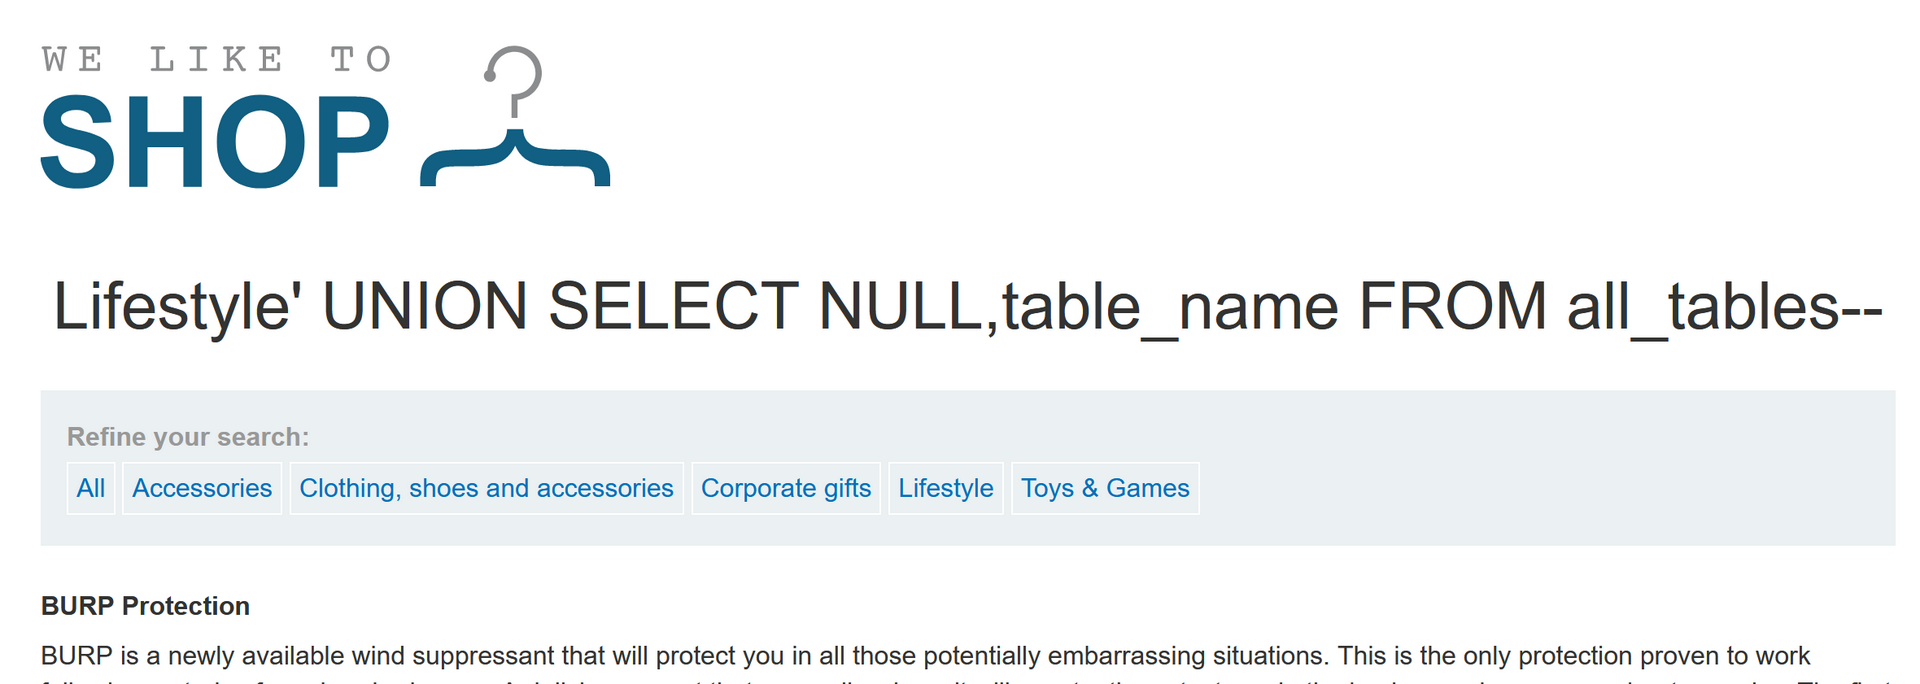 WE LIKE TO
SHOP
Lifestyle' UNION SELECT NULL,table_name FROM all_tables--
Refine your search:
All Accessories Clothing, shoes and accessories Corporate gifts Lifestyle Toys & Games
BURP Protection
BURP is a newly available wind suppressant that will protect you in all those potentially embarrassing situations. This is the only protection proven to work